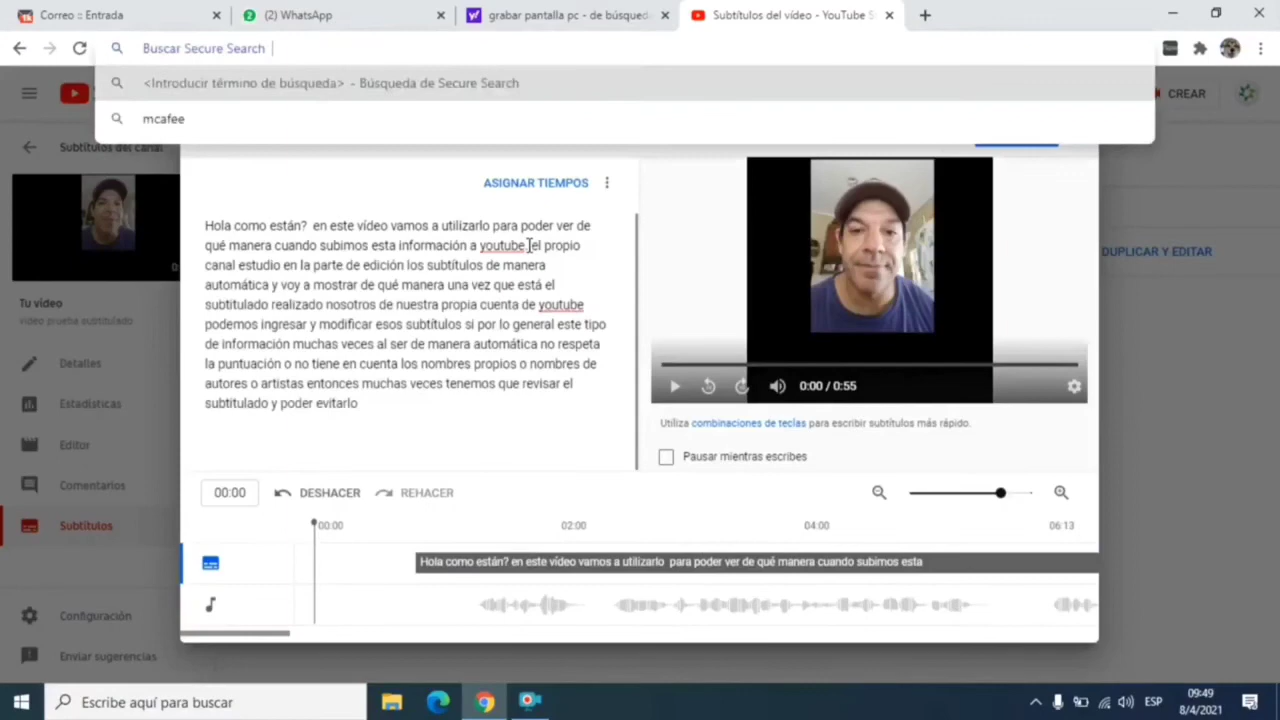 Correo :: Entrada
2
(2) WhatsApp
grabar pantalla pc - de búsqued
Subtítulos del vídeo - YouTube S
Buscar Secure Search
<Introducir término de búsqueda> - Búsqueda de Secure Search
mcafee
CREAR
Subtítulos del canal
ASIGNAR TIEMPOS
Hola como están? en este vídeo vamos a utilizarlo para poder ver de
qué manera cuando subimos esta información a youtube el propio
canal estudio en la parte de edición los subtítulos de manera
automática y voy a mostrar de qué manera una vez que está el
subtitulado realizado nosotros de nuestra propia cuenta de youtube
podemos ingresar y modificar esos subtítulos si por lo general este tipo
de información muchas veces al ser de manera automática no respeta
la puntuación o no tiene en cuenta los nombres propios o nombres de
autores o artistas entonces muchas veces tenemos que revisar el
subtitulado y poder evitarlo
DUPLICAR Y EDITAR
Tu vídeo
video prueba subtitulado
Detalles
Estadísticas
Editor
Comentarios
Subtítulos
Configuración
Enviar sugerencias
0:00 / 0:55
Utiliza combinaciones de teclas para escribir subtítulos más rápido.
Pausar mientras escribes
00:00
DESHACER
REHACER
00:00
02:00
04:00
06:13
Hola como están? en este vídeo vamos a utilizarlo para poder ver de qué manera cuando subimos esta
Escribe aquí para buscar
ESP
09:49
8/4/2021